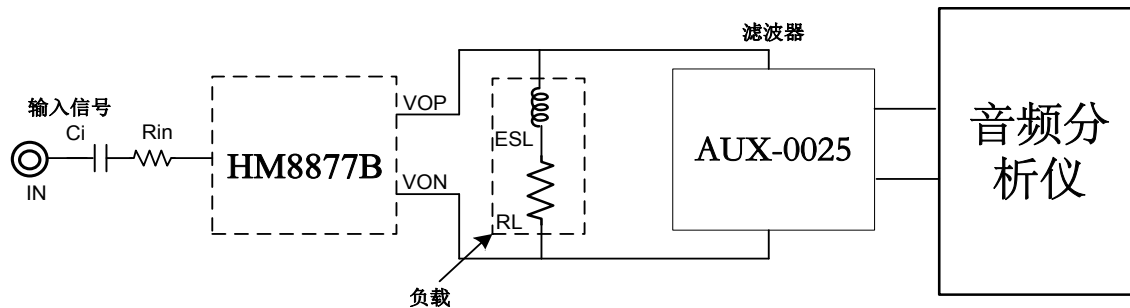 滤波器
输入信号
Ci
Rin
IN
HM8877B
VOP
VON
ESL
RL
负载
AUX-0025
音频分
析仪